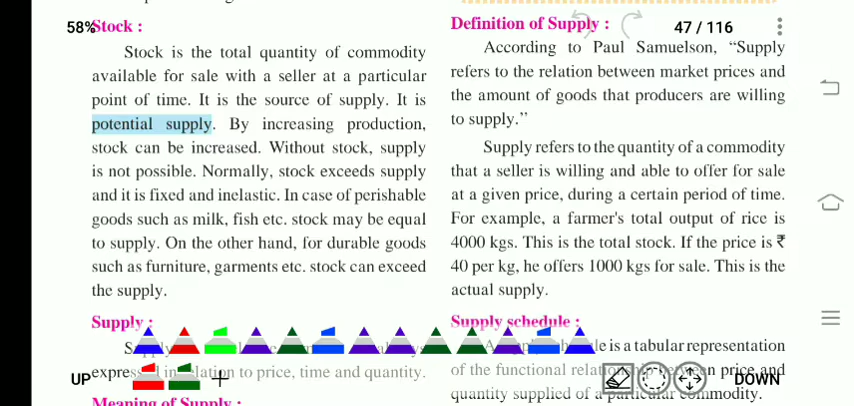 58%
47 / 116
Stock :
Stock is the total quantity of commodity
available for sale with a seller at a particular
point of time. It is the source of supply. It is
potential supply. By increasing production,
stock can be increased. Without stock, supply
is not possible. Normally, stock exceeds supply
and it is fixed and inelastic. In case of perishable
goods such as milk, fish etc. stock may be equal
to supply. On the other hand, for durable goods
such as furniture, garments etc. stock can exceed
the supply.
Supply :
to price, time and quantity.
Meaning of Supply :
Definition of Supply :
According to Paul Samuelson, “Supply
refers to the relation between market prices and
the amount of goods that producers are willing
to supply.”
Supply refers to the quantity of a commodity
that a seller is willing and able to offer for sale
at a given price, during a certain period of time.
For example, a farmer's total output of rice is
4000 kgs. This is the total stock. If the price is ₹
40 per kg, he offers 1000 kgs for sale. This is the
actual supply.
Supply schedule :
is a tabular representation
of the functional price and
quantity supplied of a particular commodity.
UP
DOWN